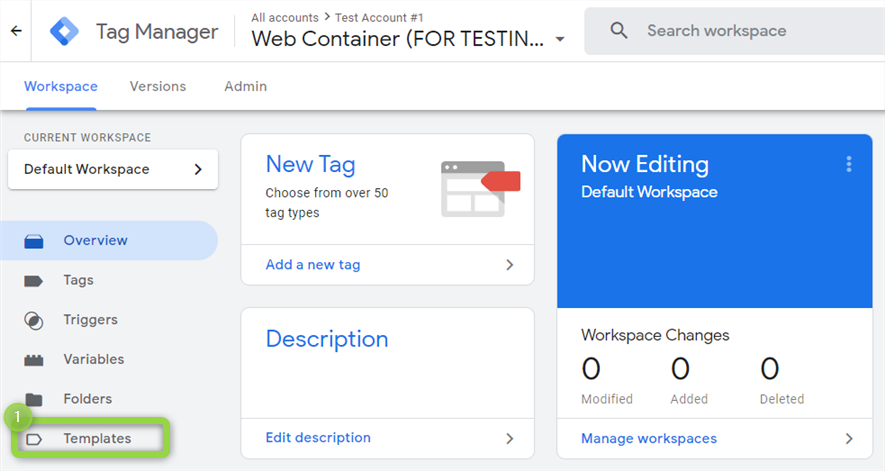 Tag Manager
All accounts > Test Account #1
Web Container (FOR TESTIN...
Search workspace
Workspace
Versions
Admin
CURRENT WORKSPACE
Default Workspace
Overview
Tags
Triggers
Variables
Folders
1
Templates
New Tag
Choose from over 50
tag types
Add a new tag
Description
Edit description
Now Editing
Default Workspace
Workspace Changes
0
0
0
Modified
Added
Deleted
Manage workspaces